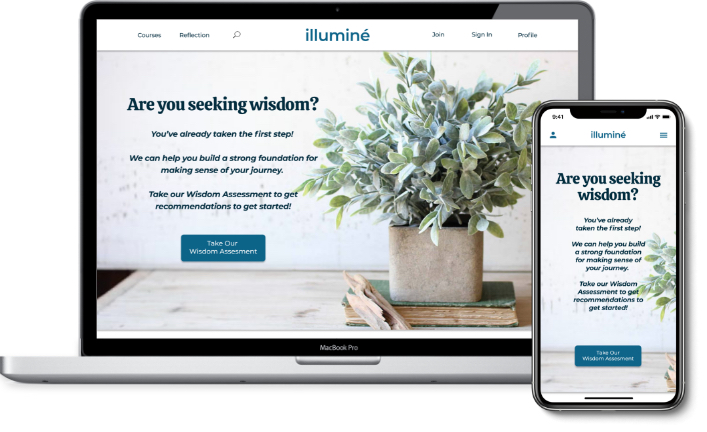 Courses Reflection illuminé Join Sign In Profile
Are you seeking wisdom?
You've already taken the first step!
We can help you build a strong foundation for
making sense of your journey.
Take our Wisdom Assessment to get
recommendations to get started!
Take Our
Wisdom Assesment
MacBook Pro
9:41
illuminé
Are you seeking
wisdom?
You've already
taken the first step!
We can help you build
a strong foundation
for making sense of
your journey.
Take our Wisdom
Assessment to get
recommendations to
get started!
Take Our
Wisdom Assesment